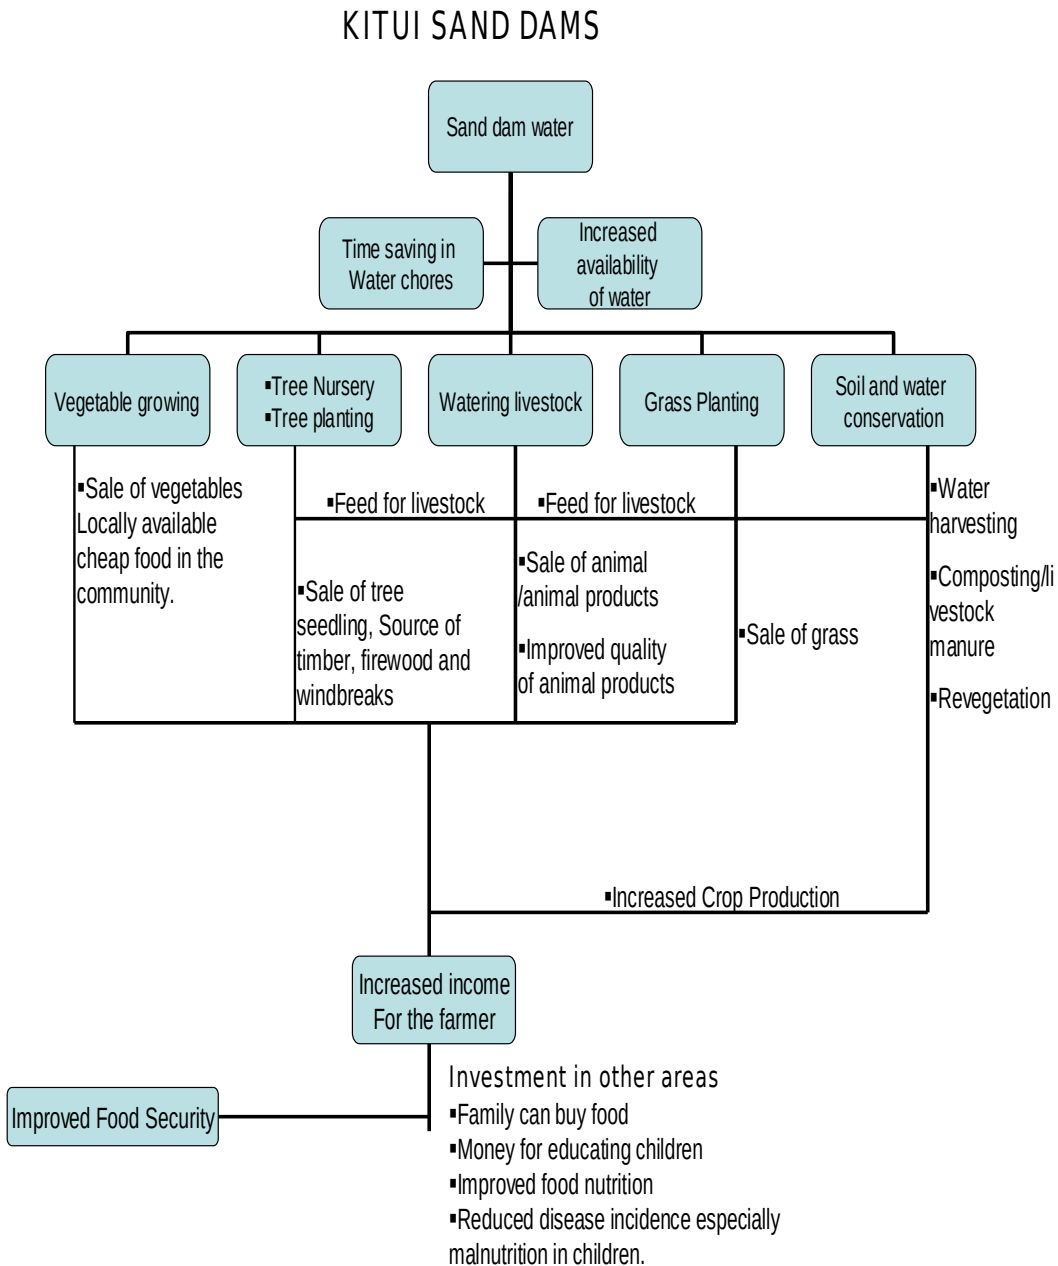 KITUI SAND DAMS
Sand dam water
Time saving in
Water chores
Increased
availability
of water
Vegetable growing
▪Tree Nursery
▪Tree planting
Watering livestock
Grass Planting
Soil and water
conservation
▪Sale of vegetables
Locally available
cheap food in the
community.
▪Feed for livestock
▪Feed for livestock
▪Sale of tree
seedling, Source of
timber, firewood and
windbreaks
▪Sale of animal
/animal products
▪Improved quality
of animal products
▪Sale of grass
▪Water
harvesting
▪Composting/li
vestock
manure
▪Revegetation
▪Increased Crop Production
Increased income
For the farmer
Improved Food Security
Investment in other areas
▪Family can buy food
▪Money for educating children
▪Improved food nutrition
▪Reduced disease incidence especially
malnutrition in children.